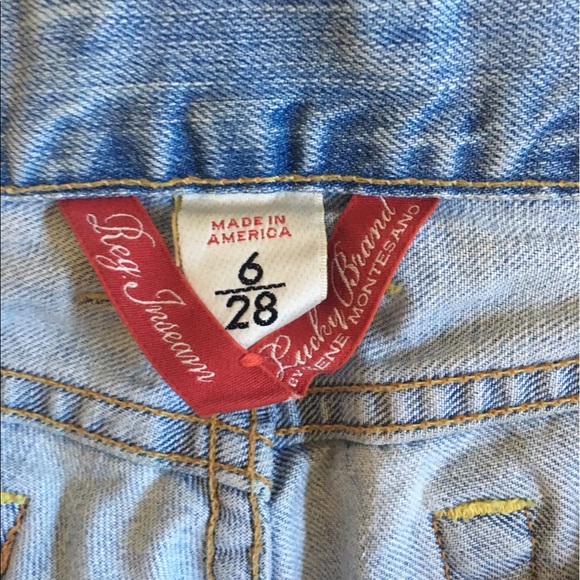 Reg. Inseam
MADE IN
AMERICA
6
28
Lucky Brand
BY GENE MONTESANO